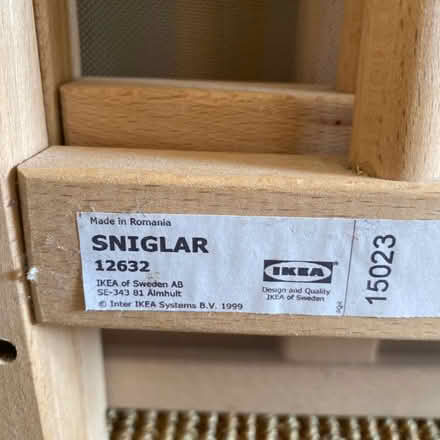 Made in Romania
SNIGLAR
12632
IKEA of Sweden AB
SE-343 81 Älmhult
© Inter IKEA Systems B.V. 1999
IKEA
Design and Quality
IKEA of Sweden
15023